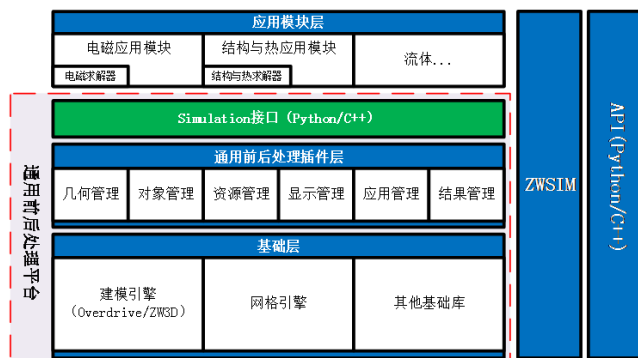 应用模块层
电磁应用模块
结构与热应用模块
流体...
电磁求解器
结构与热求解器
Simulation接口（Python/C++）
通用前后处理插件层
几何管理
对象管理
资源管理
显示管理
应用管理
结果管理
基础层
建模引擎
(Overdrive/ZW3D)
网格引擎
其他基础库
通用前后处理平台
ZWSIM
API(Python/C++)